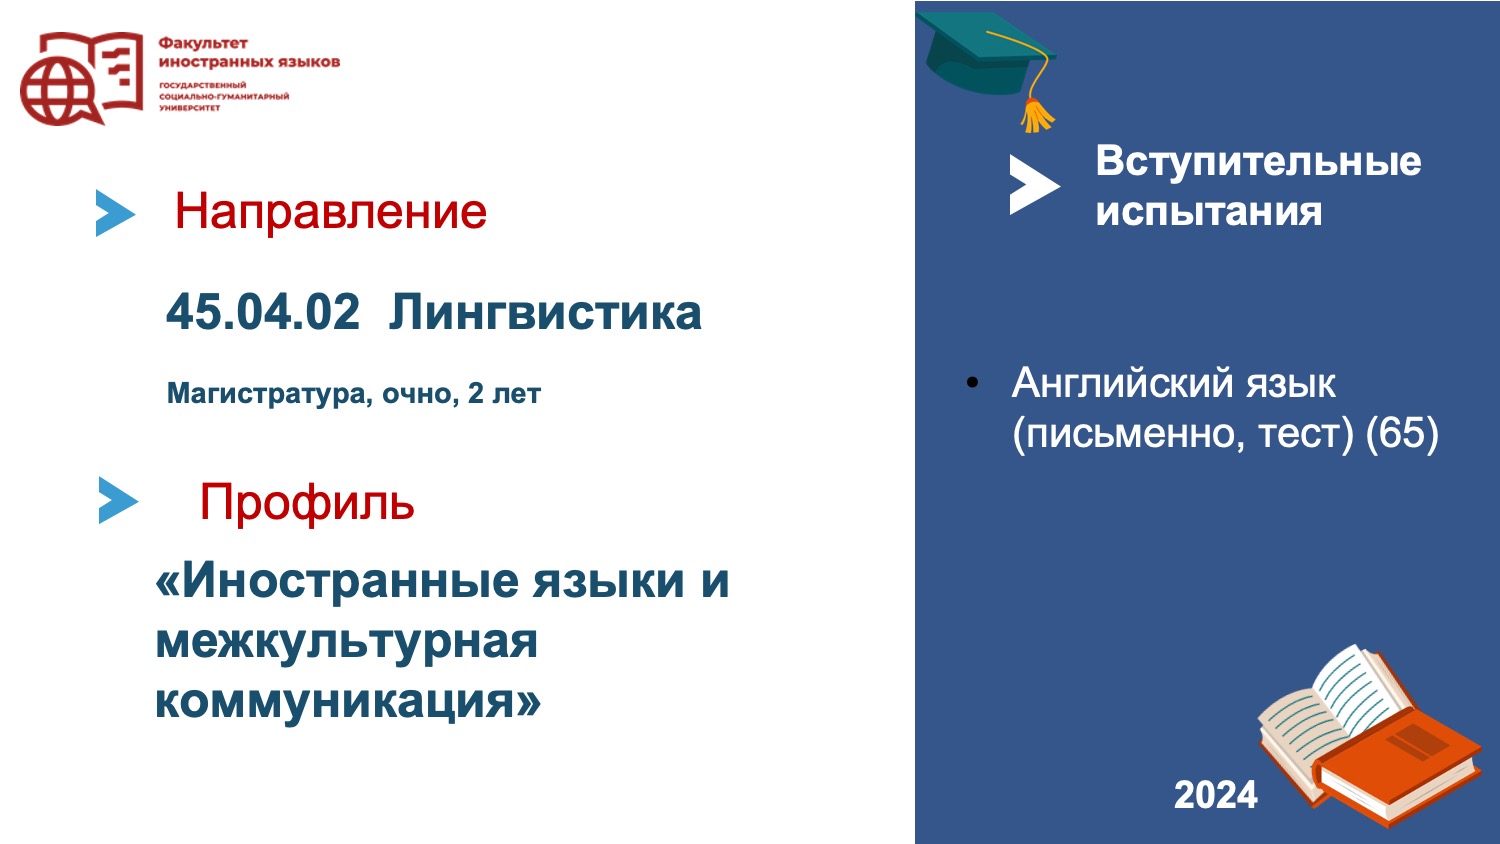 Факультет
иностранных языков
ГОСУДАРСТВЕННЫЙ
СОЦИАЛЬНО-ГУМАНИТАРНЫЙ
УНИВЕРСИТЕТ
Направление
45.04.02 Лингвистика
Магистратура, очно, 2 лет
Профиль
«Иностранные языки и
межкультурная
коммуникация»
Вступительные
испытания
• Английский язык
(письменно, тест) (65)
2024